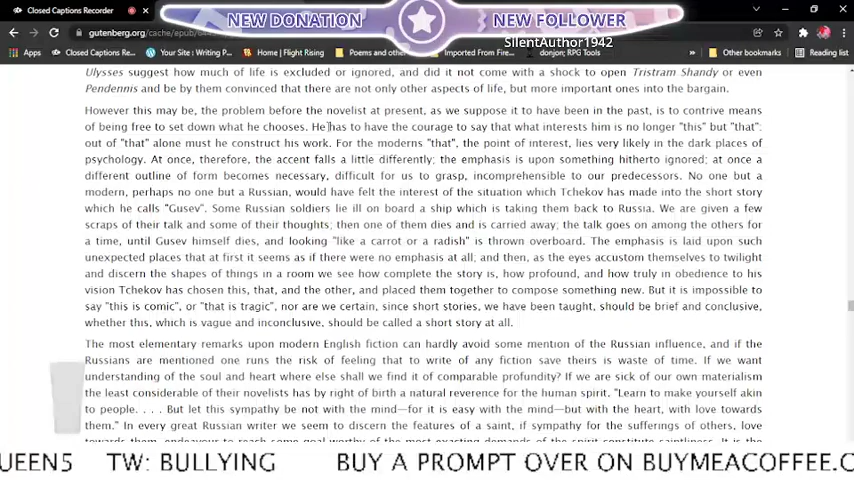 Closed Captions Recorder
NEW DONATION
NEW FOLLOWER
SilentAuthor1942
gutenberg.org/cache/epub/
Apps
Closed Captions Rec...
Your Site : Writing P...
Home | Flight Rising
Poems and other
Imported From Fire...
donjon; RPG Tools
»
Other bookmarks
Reading list
Ulysses suggest how much of life is excluded or ignored, and did it not come with a shock to open Tristram Shandy or even
Pendennis and be by them convinced that there are not only other aspects of life, but more important ones into the bargain.
However this may be, the problem before the novelist at present, as we suppose it to have been in the past, is to contrive means
of being free to set down what he chooses. He has to have the courage to say that what interests him is no longer "this" but "that":
out of "that" alone must he construct his work. For the moderns "that", the point of interest, lies very likely in the dark places of
psychology. At once, therefore, the accent falls a little differently; the emphasis is upon something hitherto ignored; at once a
different outline of form becomes necessary, difficult for us to grasp, incomprehensible to our predecessors. No one but a
modern, perhaps no one but a Russian, would have felt the interest of the situation which Tchekov has made into the short story
which he calls "Gusev". Some Russian soldiers lie ill on board a ship which is taking them back to Russia. We are given a few
scraps of their talk and some of their thoughts; then one of them dies and is carried away; the talk goes on among the others for
a time, until Gusev himself dies, and looking "like a carrot or a radish" is thrown overboard. The emphasis is laid upon such
unexpected places that at first it seems as if there were no emphasis at all; and then, as the eyes accustom themselves to twilight
and discern the shapes of things in a room we see how complete the story is, how profound, and how truly in obedience to his
vision Tchekov has chosen this, that, and the other, and placed them together to compose something new. But it is impossible to
say "this is comic", or "that is tragic", nor are we certain, since short stories, we have been taught, should be brief and conclusive,
whether this, which is vague and inconclusive, should be called a short story at all.
The most elementary remarks upon modern English fiction can hardly avoid some mention of the Russian influence, and if the
Russians are mentioned one runs the risk of feeling that to write of any fiction save theirs is waste of time. If we want
understanding of the soul and heart where else shall we find it of comparable profundity? If we are sick of our own materialism
the least considerable of their novelists has by right of birth a natural reverence for the human spirit. "Learn to make yourself akin
to people. . . . But let this sympathy be not with the mind—for it is easy with the mind—but with the heart, with love towards
them." In every great Russian writer we seem to discern the features of a saint, if sympathy for the sufferings of others, love
towards them, endeavour to reach some goal worthy of the most exacting demands of the spirit constitute saintliness. It is the
UEEN5 TW: BULLYING BUY A PROMPT OVER ON BUYMEACOFFEE.C